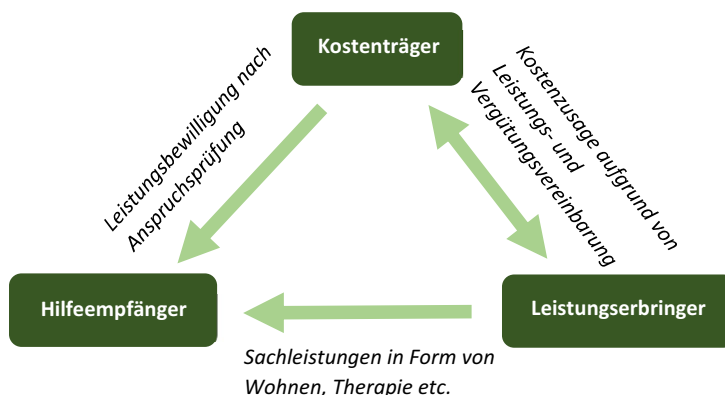 Kostenträger
Leistungsbewilligung nach
Anspruchsprüfung
Kostenzusage aufgrund von
Leistungs- und
Vergütungsvereinbarung
Hilfeempfänger
Leistungserbringer
Sachleistungen in Form von
Wohnen, Therapie etc.